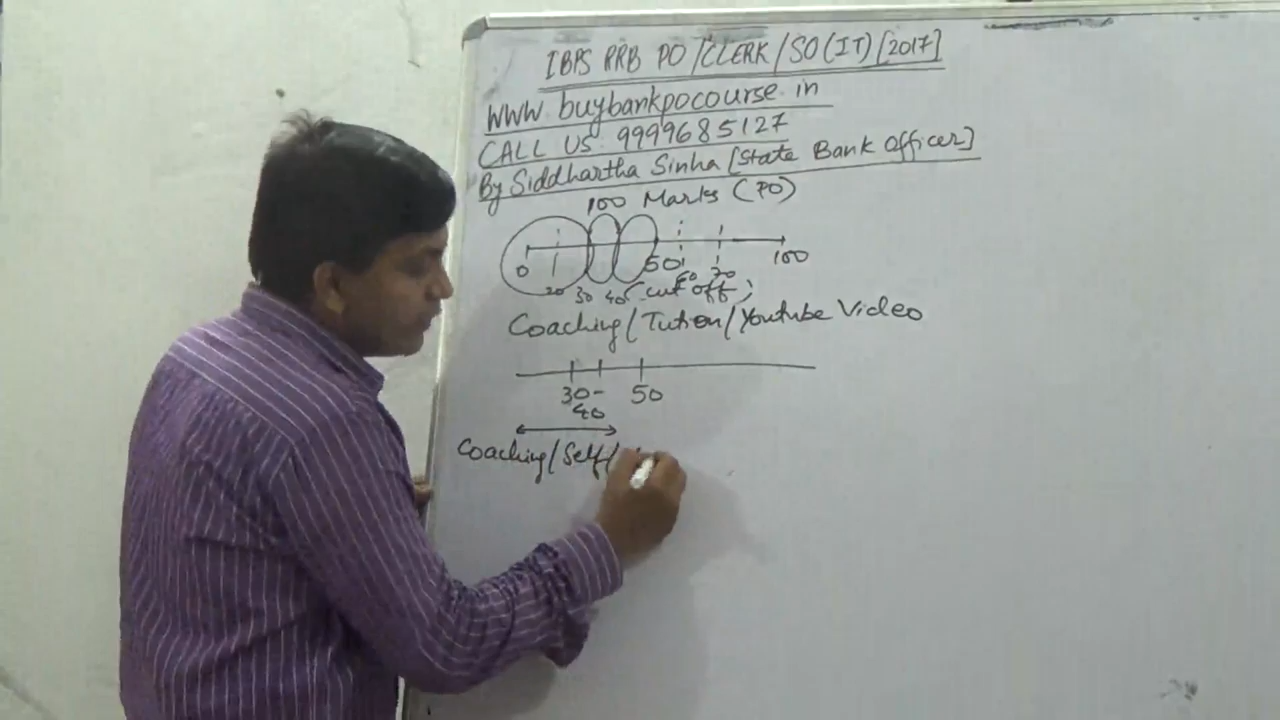 IBPS RRB PO/CLERK/SO(IT)[2017]
WWW.buybankpocourse.in
CALL US 9999685127
By Siddhartha Sinha [State Bank Officer]
100 Marks (PO)
0 20 30 40 50 60 70 100
(cut off)
Coaching/Tution/Youtube Video
30- 50
40
Coaching/Self/